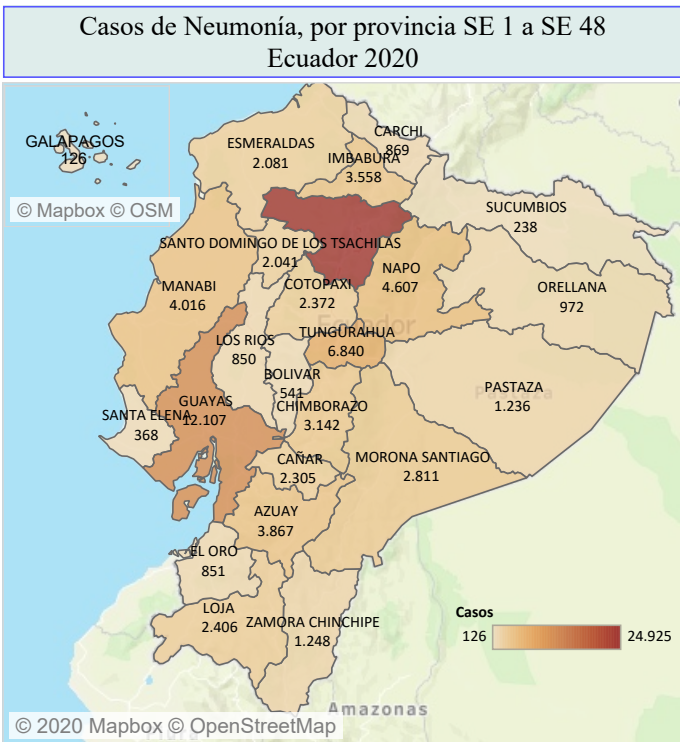 Casos de Neumonía, por provincia SE 1 a SE 48
Ecuador 2020
GALAPAGOS
126
© Mapbox © OSM
ESMERALDAS
2.081
CARCHI
869
IMBABURA
3.558
SUCUMBIOS
238
SANTO DOMINGO DE LOS TSACHILAS
2.041
NAPO
4.607
ORELLANA
972
MANABI
4.016
COTOPAXI
2.372
Ecuador
TUNGURAHUA
6.840
LOS RIOS
850
BOLIVAR
541
PASTAZA
Pastaza
1.236
GUAYAS
12.107
SANTA ELENA
368
CHIMBORAZO
3.142
CAÑAR
2.305
MORONA SANTIAGO
2.811
AZUAY
3.867
EL ORO
851
LOJA
2.406
ZAMORA CHINCHIPE
1.248
Casos
126
24.925
Amazonas
© 2020 Mapbox © OpenStreetMap